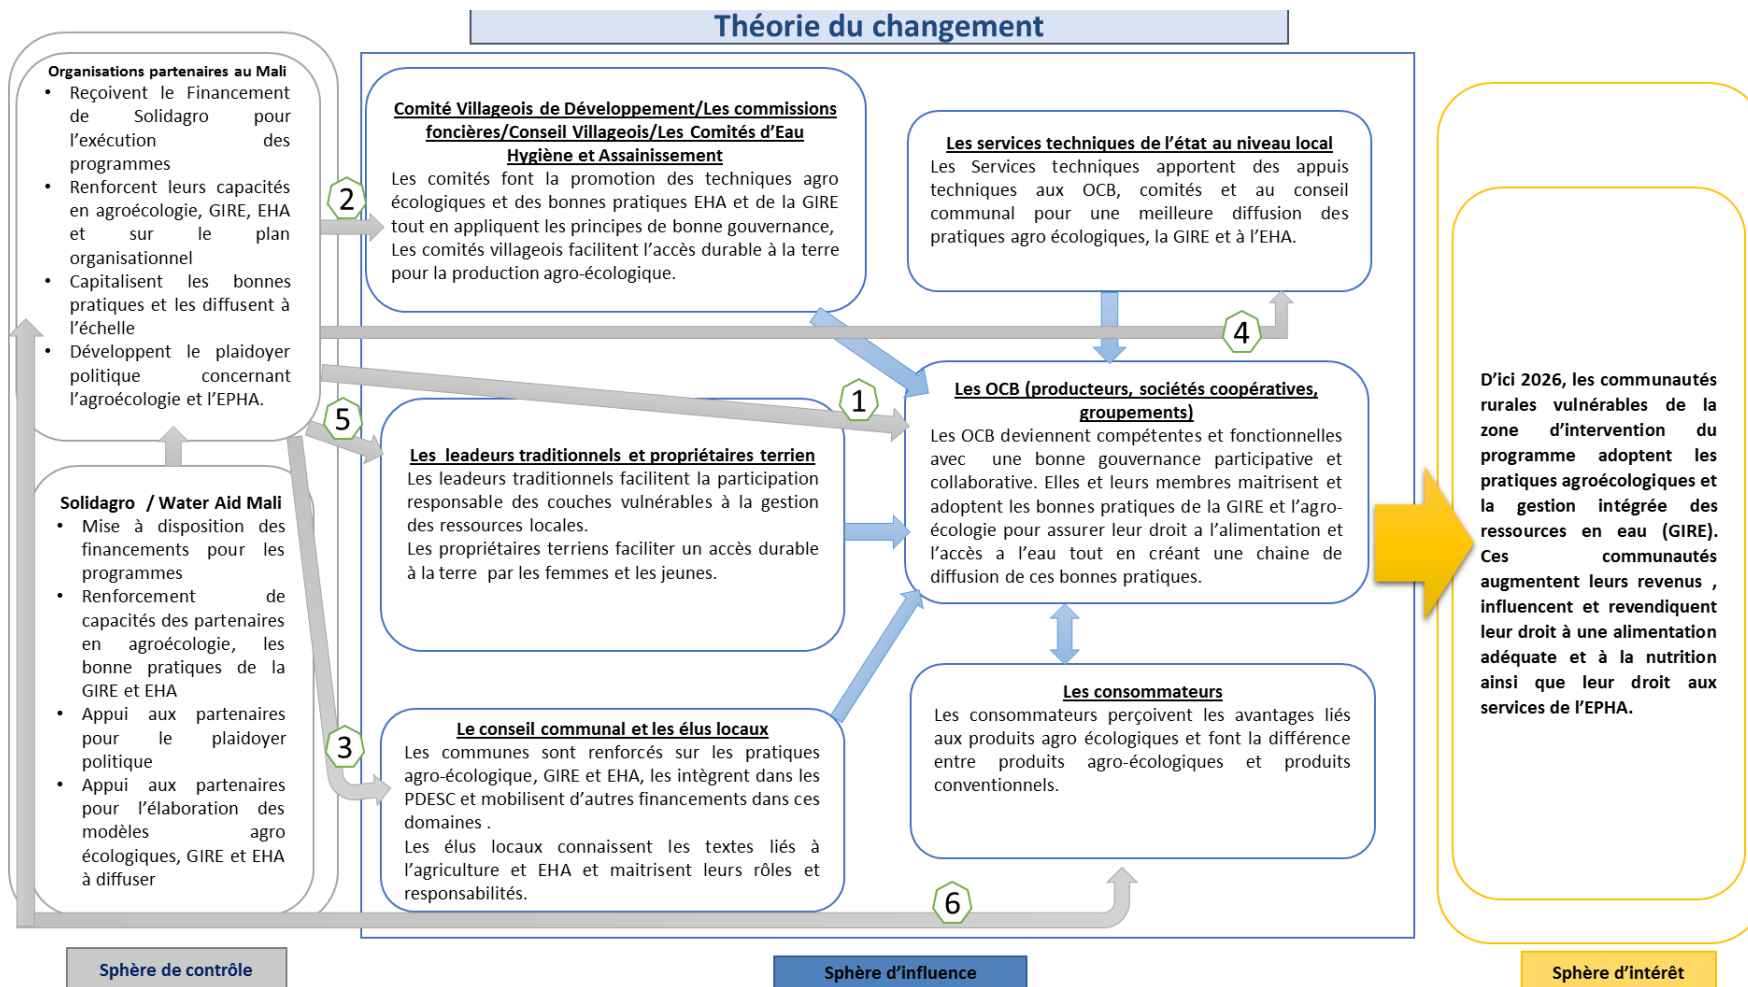 Théorie du changement
Organisations partenaires au Mali
• Reçoivent le Financement
de Solidagro pour
l’exécution des
programmes
• Renforcent leurs capacités
en agroécologie, GIRE, EHA
et sur le plan
organisationnel
• Capitalisent les bonnes
pratiques et les diffusent à
l’échelle
• Développent le plaidoyer
politique concernant
l’agroécologie et l’EPHA.
Solidagro / Water Aid Mali
• Mise à disposition des
financements pour les
programmes
• Renforcement de
capacités des partenaires
en agroécologie, les
bonne pratiques de la
GIRE et EHA
• Appui aux partenaires
pour le plaidoyer
politique
• Appui aux partenaires
pour l’élaboration des
modèles agro
écologiques, GIRE et EHA
à diffuser
2
5
3
1
4
6
Comité Villageois de Développement/Les commissions
foncières/Conseil Villageois/Les Comités d’Eau
Hygiène et Assainissement
Les comités font la promotion des techniques agro
écologiques et des bonnes pratiques EHA et de la GIRE
tout en appliquent les principes de bonne gouvernance,
Les comités villageois facilitent l’accès durable à la terre
pour la production agro-écologique.
Les leadeurs traditionnels et propriétaires terrien
Les leadeurs traditionnels facilitent la participation
responsable des couches vulnérables à la gestion
des ressources locales.
Les propriétaires terriens faciliter un accès durable
à la terre par les femmes et les jeunes.
Le conseil communal et les élus locaux
Les communes sont renforcés sur les pratiques
agro-écologique, GIRE et EHA, les intègrent dans les
PDESC et mobilisent d’autres financements dans ces
domaines .
Les élus locaux connaissent les textes liés à
l’agriculture et EHA et maitrisent leurs rôles et
responsabilités.
Les services techniques de l’état au niveau local
Les Services techniques apportent des appuis
techniques aux OCB, comités et au conseil
communal pour une meilleure diffusion des
pratiques agro écologiques, la GIRE et à l’EHA.
Les OCB (producteurs, sociétés coopératives,
groupements)
Les OCB deviennent compétentes et fonctionnelles
avec une bonne gouvernance participative et
collaborative. Elles et leurs membres maitrisent et
adoptent les bonnes pratiques de la GIRE et l’agro-
écologie pour assurer leur droit a l’alimentation et
l’accès a l’eau tout en créant une chaine de
diffusion de ces bonnes pratiques.
Les consommateurs
Les consommateurs perçoivent les avantages liés
aux produits agro écologiques et font la différence
entre produits agro-écologiques et produits
conventionnels.
D’ici 2026, les communautés
rurales vulnérables de la
zone d’intervention du
programme adoptent les
pratiques agroécologiques et
la gestion intégrée des
ressources en eau (GIRE).
Ces communautés
augmentent leurs revenus ,
influencent et revendiquent
leur droit à une alimentation
adéquate et à la nutrition
ainsi que leur droit aux
services de l’EPHA.
Sphère de contrôle
Sphère d’influence
Sphère d’intérêt